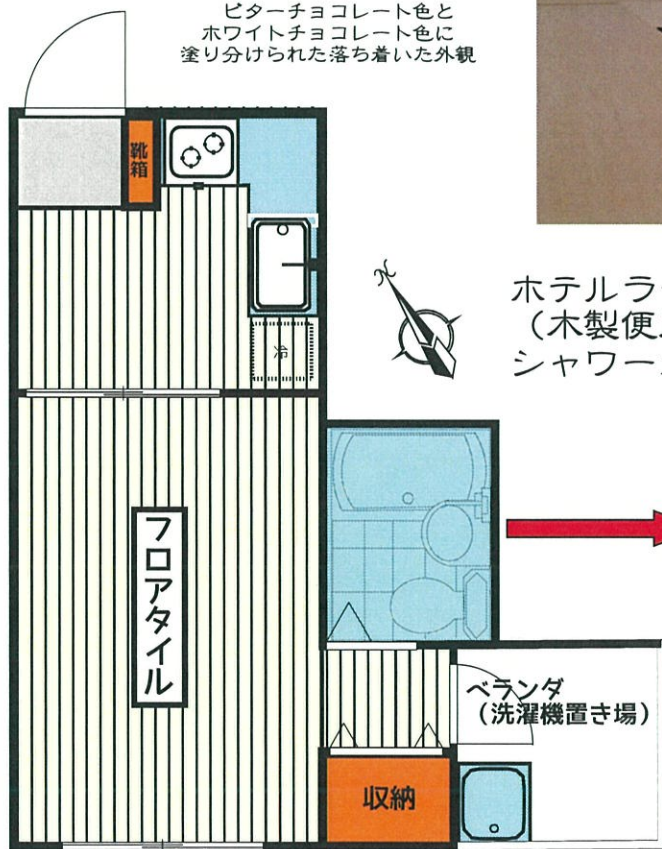 ビターチョコレート色と
ホワイトチョコレート色に
塗り分けられた落ち着いた外観
靴箱
冷
N
ホテルラ
(木製便
シャワー
フロアタイル
ベランダ
(洗濯機置き場)
収納